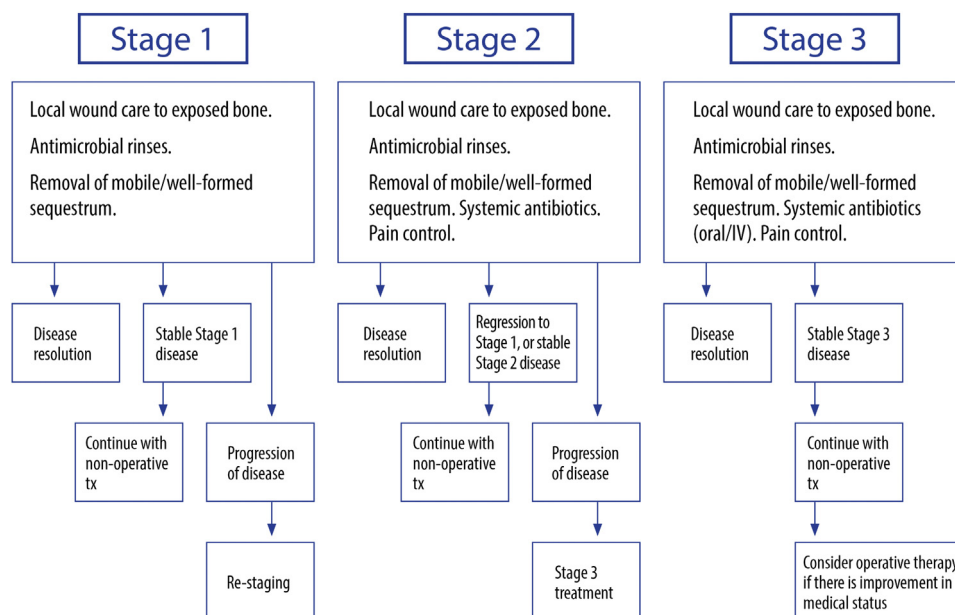 Stage 1
Local wound care to exposed bone.
Antimicrobial rinses.
Removal of mobile/well-formed
sequestrum.
Disease
resolution
Stable Stage 1
disease
Continue with
non-operative
tx
Progression
of disease
Re-staging
Stage 2
Local wound care to exposed bone.
Antimicrobial rinses.
Removal of mobile/well-formed
sequestrum. Systemic antibiotics.
Pain control.
Disease
resolution
Regression to
Stage 1, or stable
Stage 2 disease
Continue with
non-operative
tx
Progression
of disease
Stage 3
treatment
Stage 3
Local wound care to exposed bone.
Antimicrobial rinses.
Removal of mobile/well-formed
sequestrum. Systemic antibiotics
(oral/IV). Pain control.
Disease
resolution
Stable Stage 3
disease
Continue with
non-operative
tx
Consider operative therapy
if there is improvement in
medical status